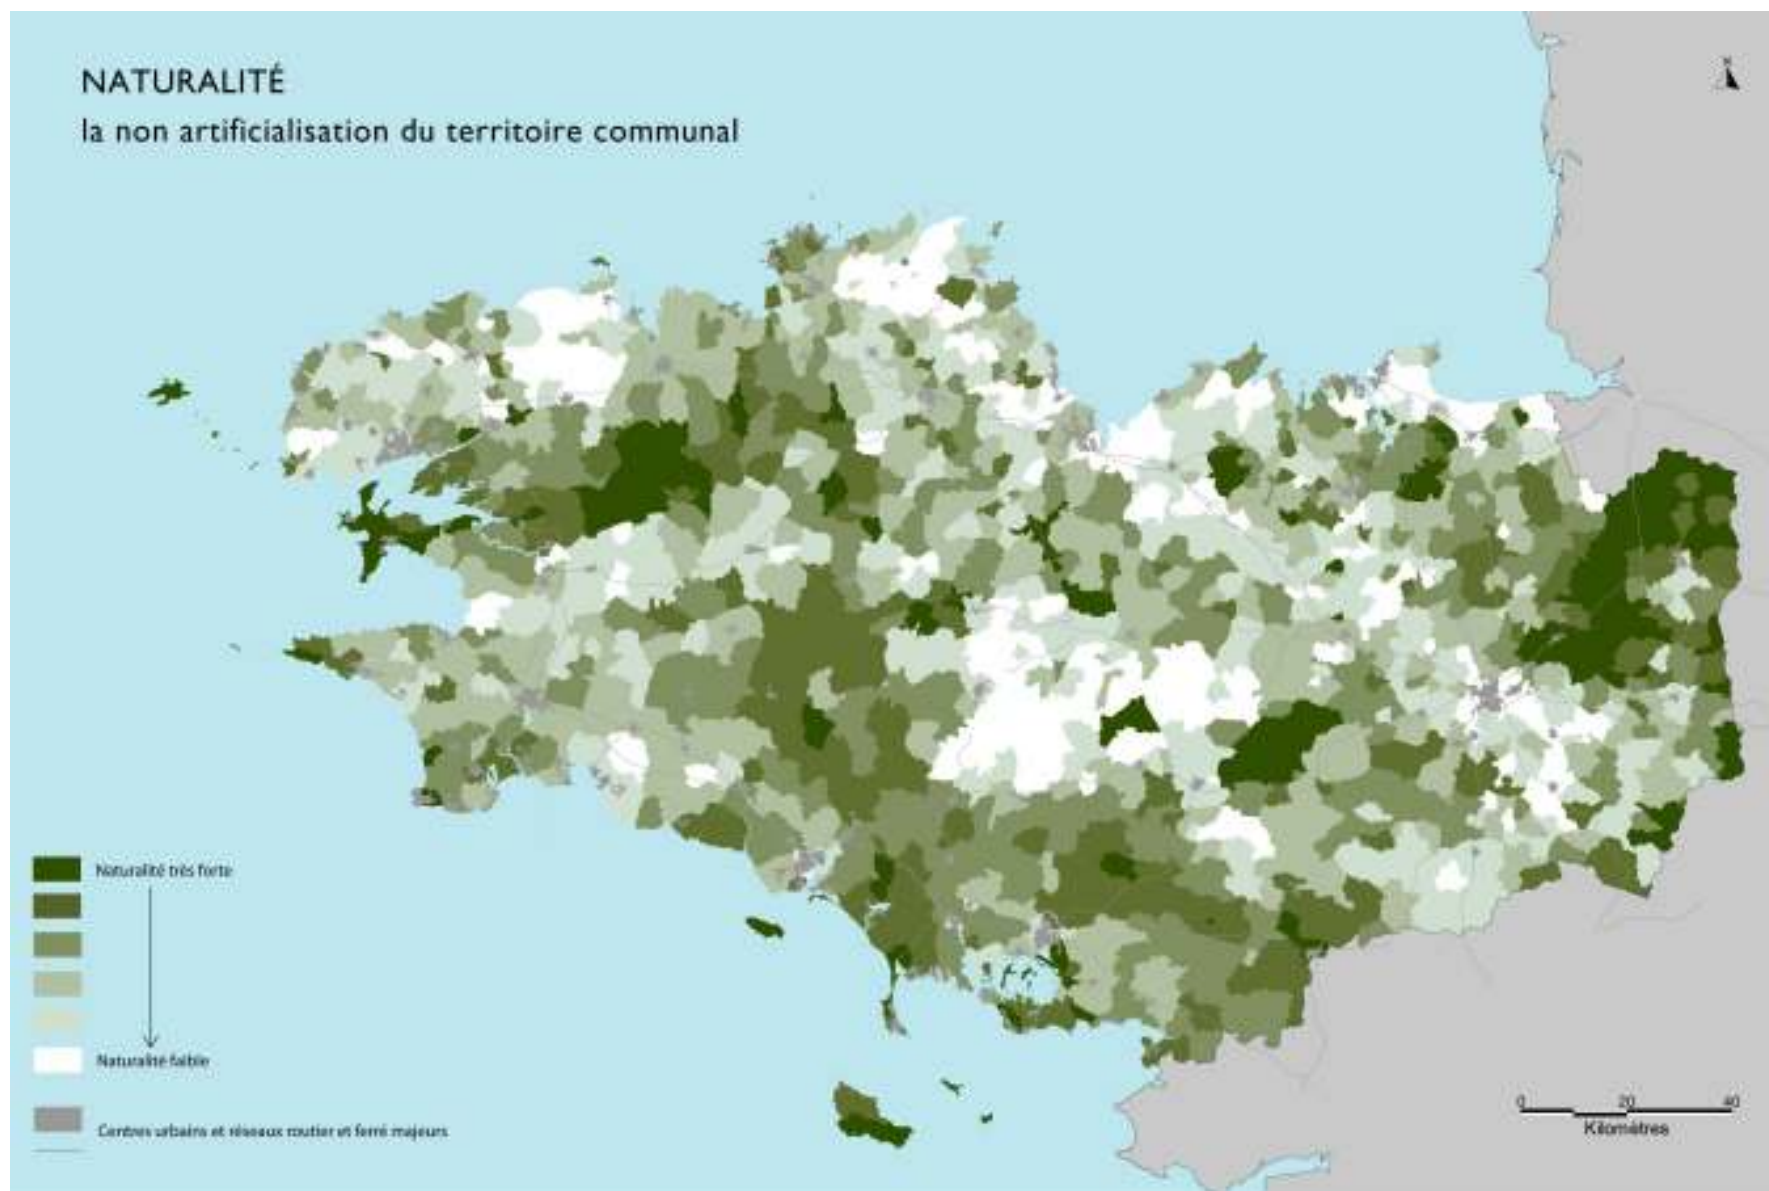 NATURALITÉ
la non artificialisation du territoire communal
N
Naturalité très forte
Naturalité faible
Centres urbains et réseaux routier et ferré majeurs
0 20 40
Kilomètres